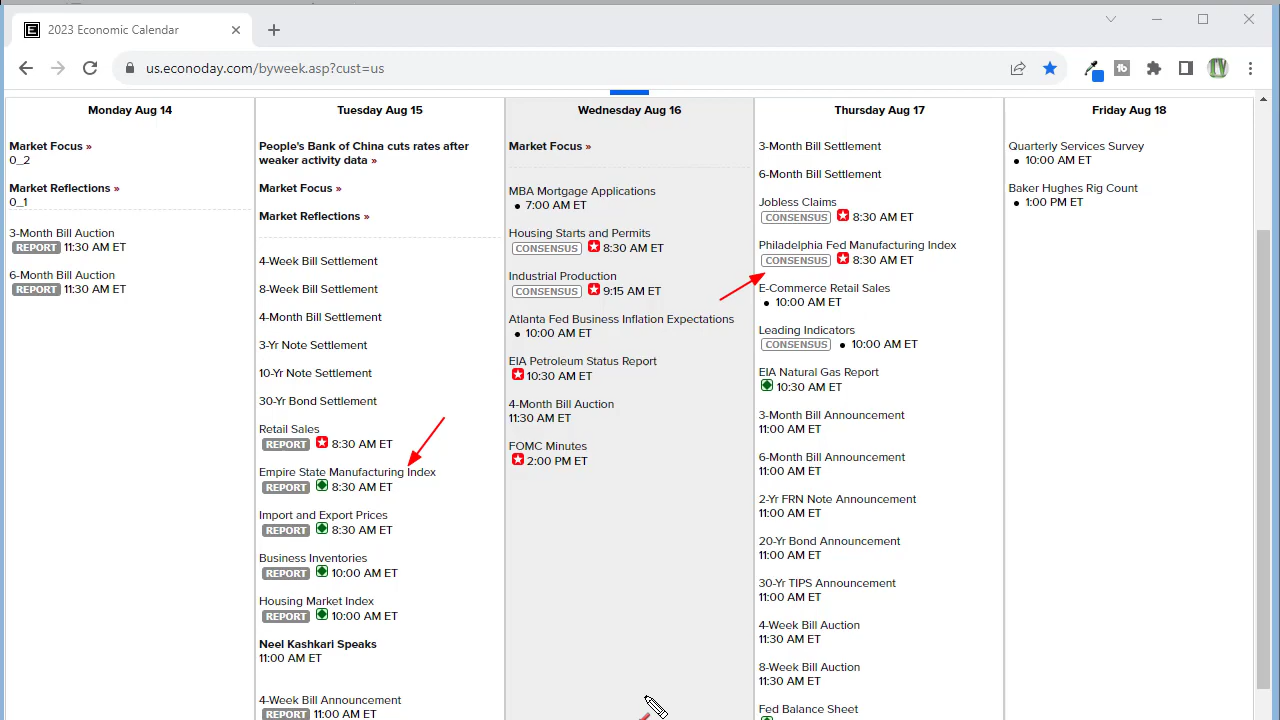 2023 Economic Calendar
us.econoday.com/byweek.asp?cust=us
Monday Aug 14
Market Focus »
0_2
Market Reflections »
0_1
3-Month Bill Auction
REPORT 11:30 AM ET
6-Month Bill Auction
REPORT 11:30 AM ET
Tuesday Aug 15
People's Bank of China cuts rates after
weaker activity data »
Market Focus »
Market Reflections »
4-Week Bill Settlement
8-Week Bill Settlement
4-Month Bill Settlement
3-Yr Note Settlement
10-Yr Note Settlement
30-Yr Bond Settlement
Retail Sales
REPORT 8:30 AM ET
Empire State Manufacturing Index
REPORT 8:30 AM ET
Import and Export Prices
REPORT 8:30 AM ET
Business Inventories
REPORT 10:00 AM ET
Housing Market Index
REPORT 10:00 AM ET
Neel Kashkari Speaks
11:00 AM ET
4-Week Bill Announcement
REPORT 11:00 AM ET
Wednesday Aug 16
Market Focus »
MBA Mortgage Applications
• 7:00 AM ET
Housing Starts and Permits
CONSENSUS 8:30 AM ET
Industrial Production
CONSENSUS 9:15 AM ET
Atlanta Fed Business Inflation Expectations
• 10:00 AM ET
EIA Petroleum Status Report
10:30 AM ET
4-Month Bill Auction
11:30 AM ET
FOMC Minutes
2:00 PM ET
Thursday Aug 17
3-Month Bill Settlement
6-Month Bill Settlement
Jobless Claims
CONSENSUS 8:30 AM ET
Philadelphia Fed Manufacturing Index
CONSENSUS 8:30 AM ET
E-Commerce Retail Sales
• 10:00 AM ET
Leading Indicators
CONSENSUS • 10:00 AM ET
EIA Natural Gas Report
10:30 AM ET
3-Month Bill Announcement
11:00 AM ET
6-Month Bill Announcement
11:00 AM ET
2-Yr FRN Note Announcement
11:00 AM ET
20-Yr Bond Announcement
11:00 AM ET
30-Yr TIPS Announcement
11:00 AM ET
4-Week Bill Auction
11:30 AM ET
8-Week Bill Auction
11:30 AM ET
Fed Balance Sheet
Friday Aug 18
Quarterly Services Survey
• 10:00 AM ET
Baker Hughes Rig Count
• 1:00 PM ET